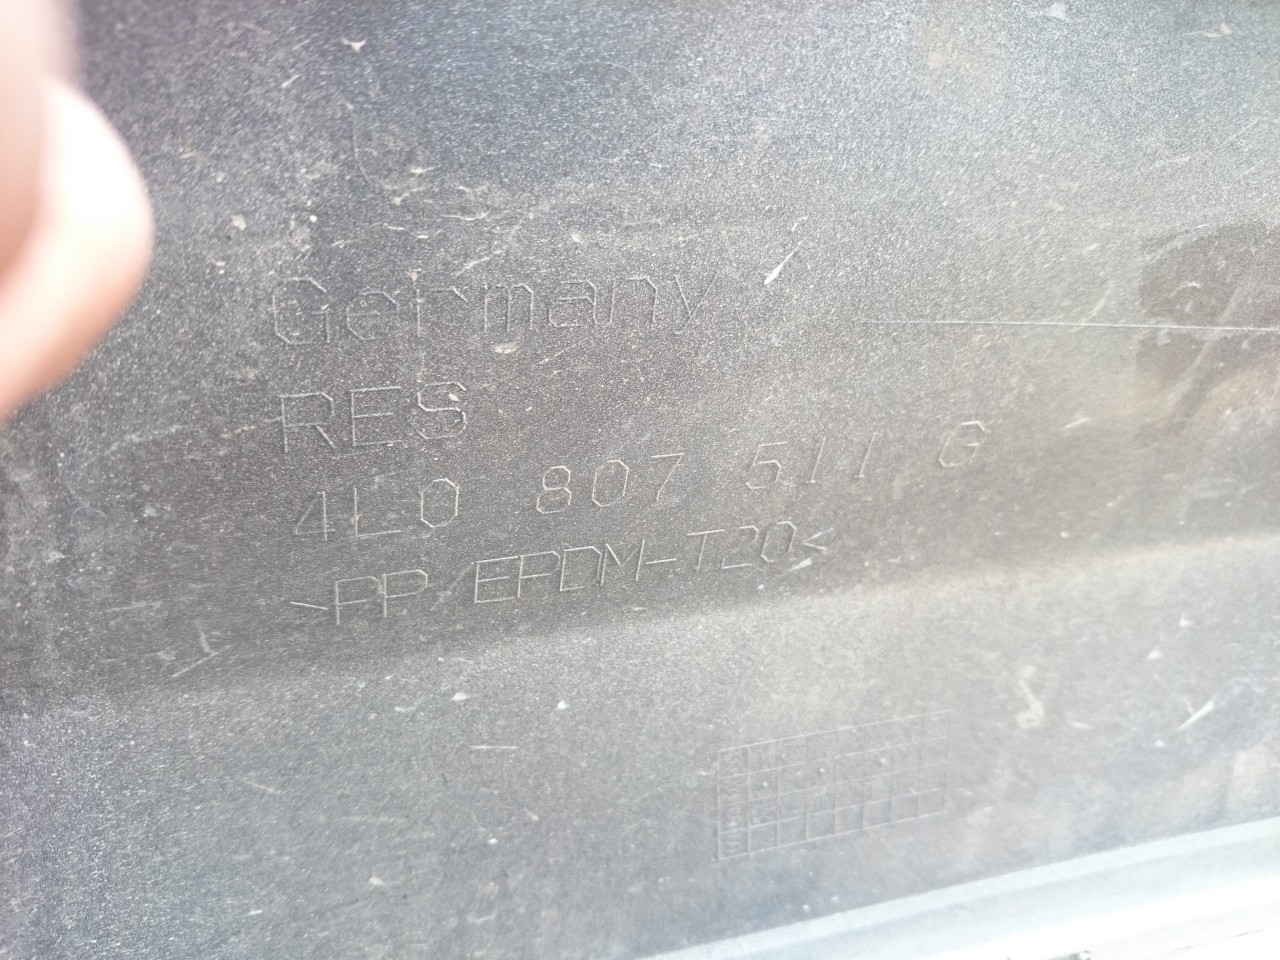 Germany
RES
4L0 807 511 G
>PP/EPDM-T20<